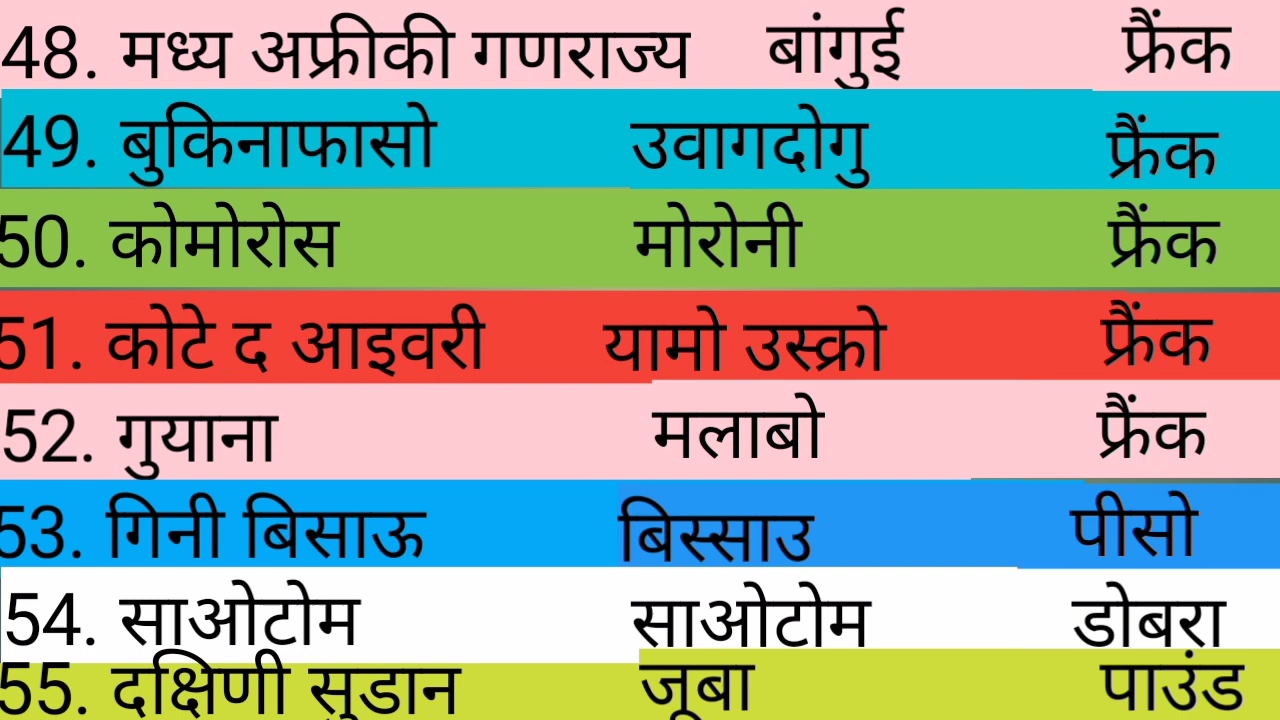 48. मध्य अफ्रीकी गणराज्य बांगुई फ्रैंक
49. बुकिनाफासो उवागदोगु फ्रैंक
50. कोमोरोस मोरोनी फ्रैंक
51. कोटे द आइवरी यामो उस्क्रो फ्रैंक
52. गुयाना मलाबो फ्रैंक
53. गिनी बिसाऊ बिस्साउ पीसो
54. साओटोम साओटोम डोबरा
55. दक्षिणी सुडान जूबा पाउंड